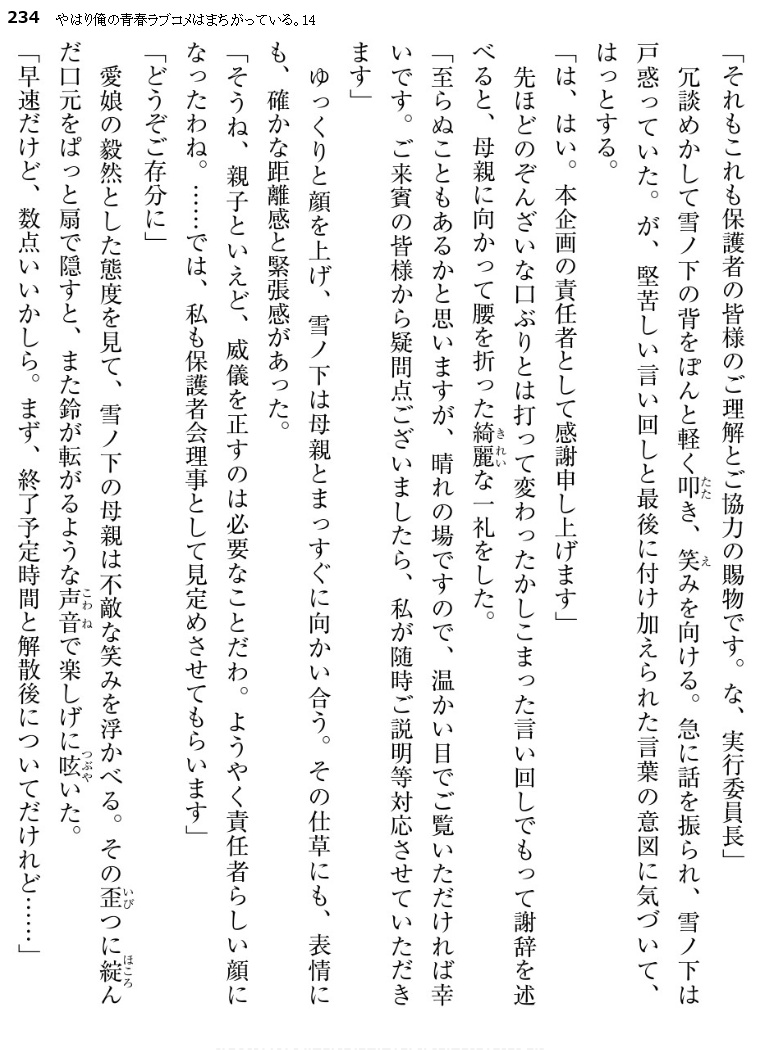 234 やはり俺の青春ラブコメはまちがっている。14
「それもこれも保護者の皆様のご理解とご協力の賜物です。な、実行委員長」
　冗談めかして雪ノ下の背をぽんと軽く叩き、笑みを向ける。急に話を振られ、雪ノ下は
戸惑っていた。が、堅苦しい言い回しと最後に付け加えられた言葉の意図に気づいて、
はっとする。
「は、はい。本企画の責任者として感謝申し上げます」
　先ほどのぞんざいな口ぶりとは打って変わったかしこまった言い回しでもって謝辞を述
べると、母親に向かって腰を折った綺麗な一礼をした。
「至らぬこともあるかと思いますが、晴れの場ですので、温かい目でご覧いただければ幸
いです。ご来賓の皆様から疑問点ございましたら、私が随時ご説明等対応させていただき
ます」
　ゆっくりと顔を上げ、雪ノ下は母親とまっすぐに向かい合う。その仕草にも、表情に
も、確かな距離感と緊張感があった。
「そうね、親子といえど、威儀を正すのは必要なことだわ。ようやく責任者らしい顔に
なったわね。……では、私も保護者会理事として見定めさせてもらいます」
「どうぞご存分に」
　愛娘の毅然とした態度を見て、雪ノ下の母親は不敵な笑みを浮かべる。その歪つに綻ん
だ口元をぱっと扇で隠すと、また鈴が転がるような声音で楽しげに呟いた。
「早速だけど、数点いいかしら。まず、終了予定時間と解散後についてだけれど……」